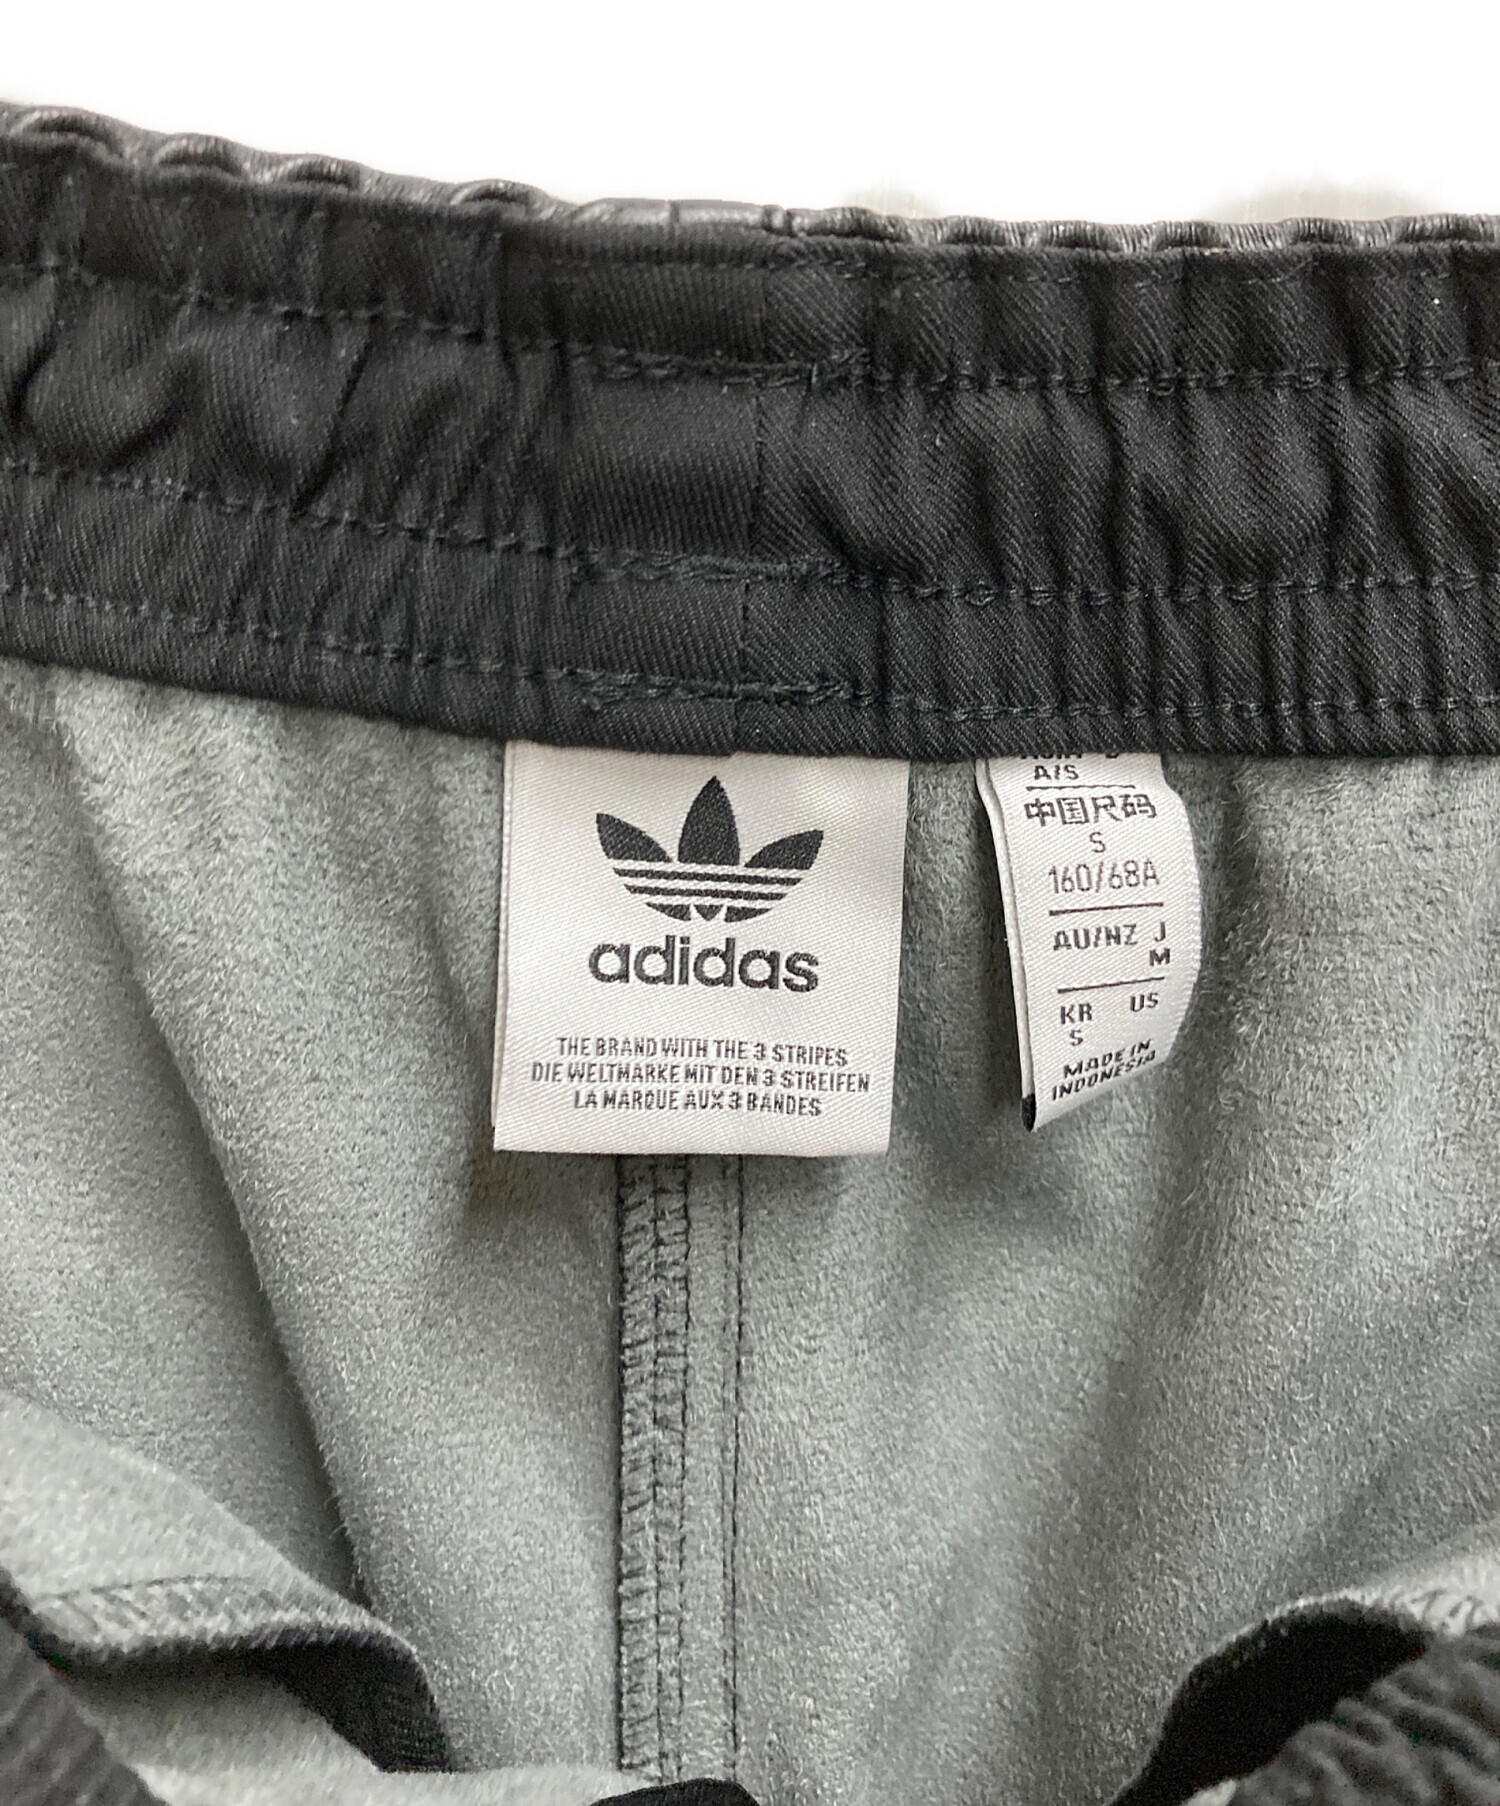 adidas
THE BRAND WITH THE 3 STRIPES
DIE WELTMARKE MIT DEN 3 STREIFEN
LA MARQUE AUX 3 BANDES
A/S
中国尺码
S
160/68A
AU/NZ J
M
KR US
S
MADE IN
INDONESIA